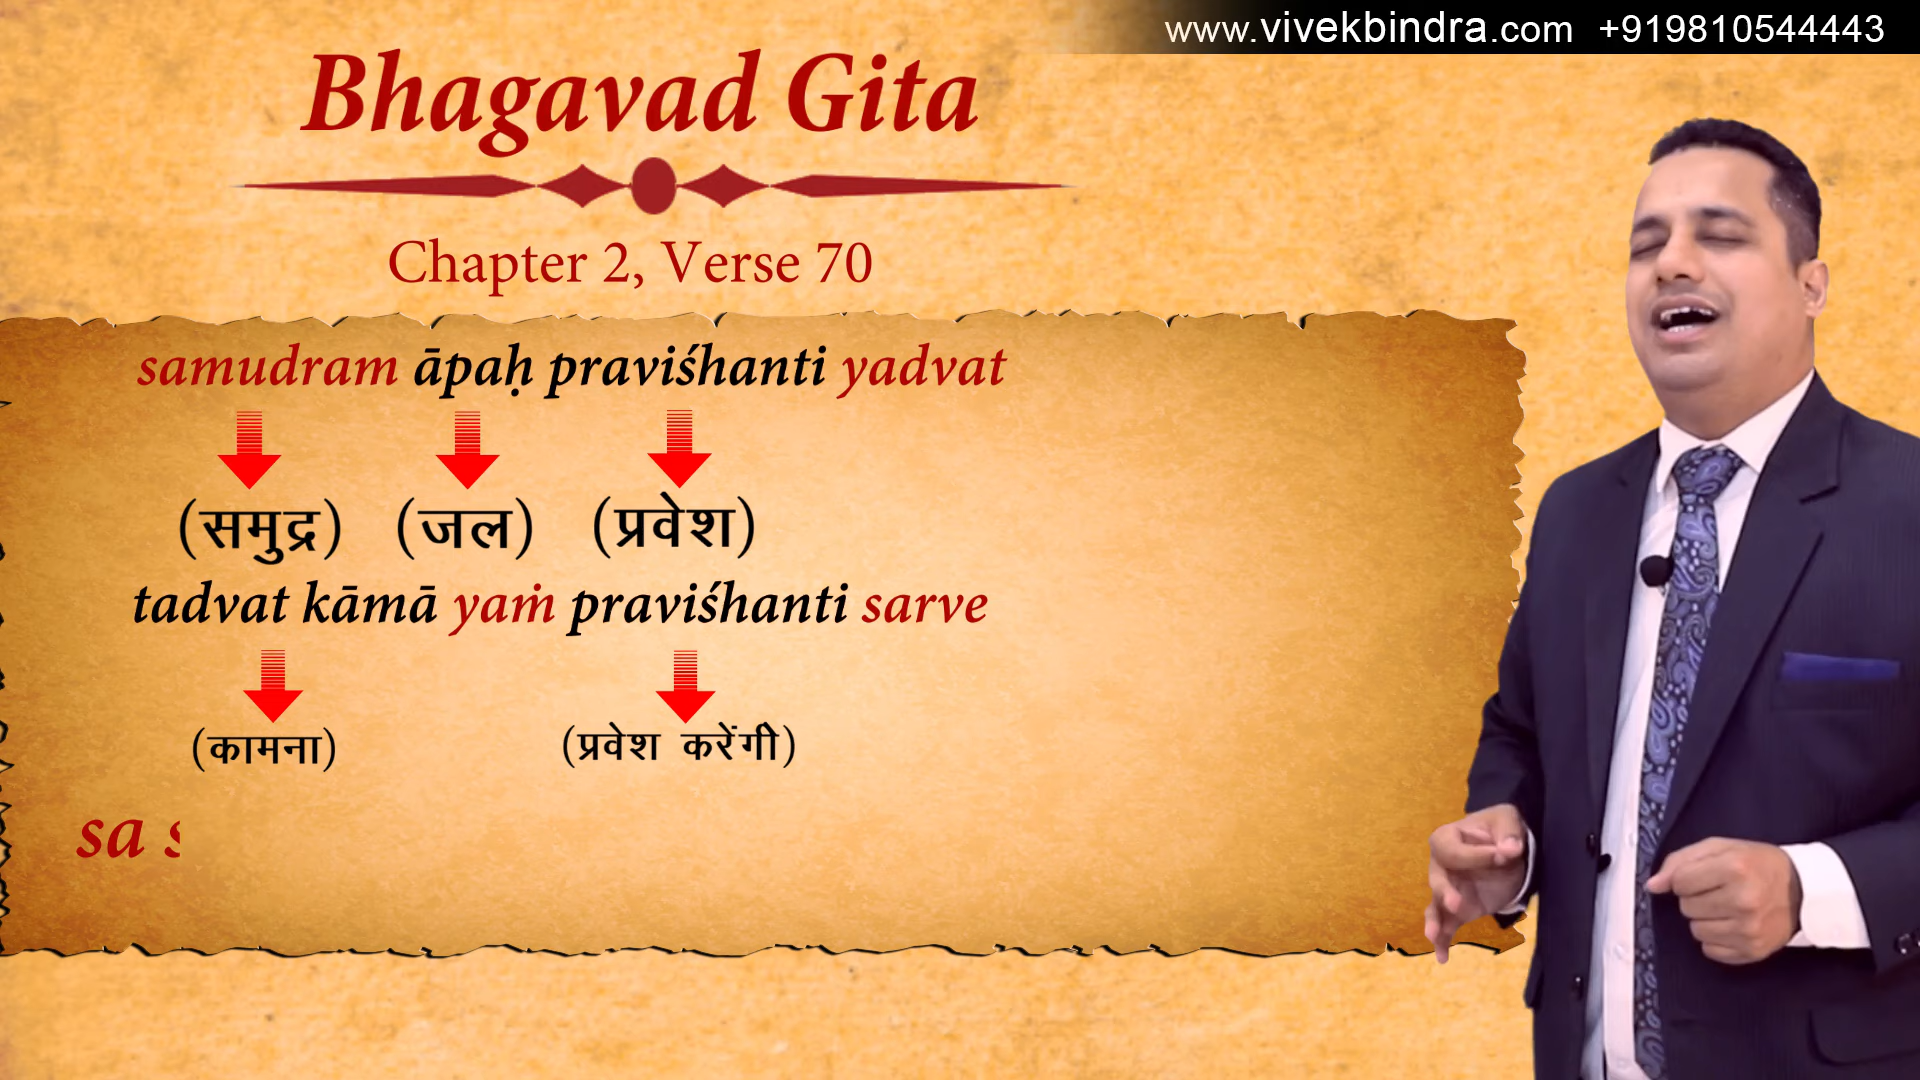 www.vivekbindra.com +919810544443
Bhagavad Gita
Chapter 2, Verse 70
samudram āpaḥ praviśhanti yadvat
(समुद्र) (जल) (प्रवेश)
tadvat kāmā yaṁ praviśhanti sarve
(कामना) (प्रवेश करेंगी)
sa